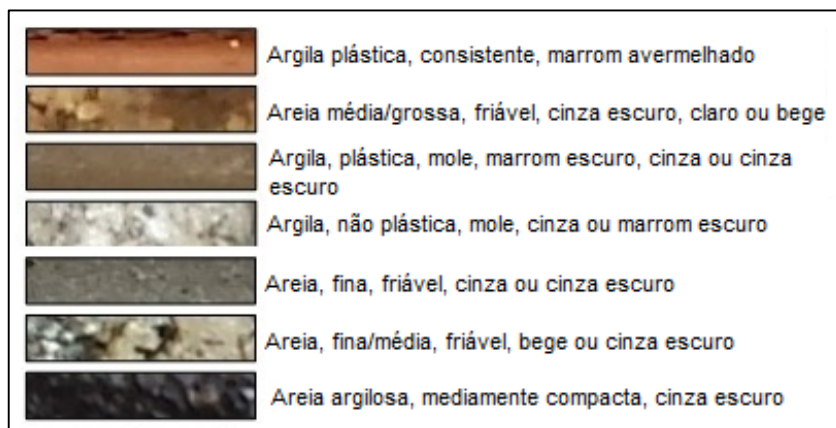 Argila plástica, consistente, marrom avermelhado
Areia média/grossa, friável, cinza escuro, claro ou bege
Argila, plástica, mole, marrom escuro, cinza ou cinza
escuro
Argila, não plástica, mole, cinza ou marrom escuro
Areia, fina, friável, cinza ou cinza escuro
Areia, fina/média, friável, bege ou cinza escuro
Areia argilosa, mediamente compacta, cinza escuro